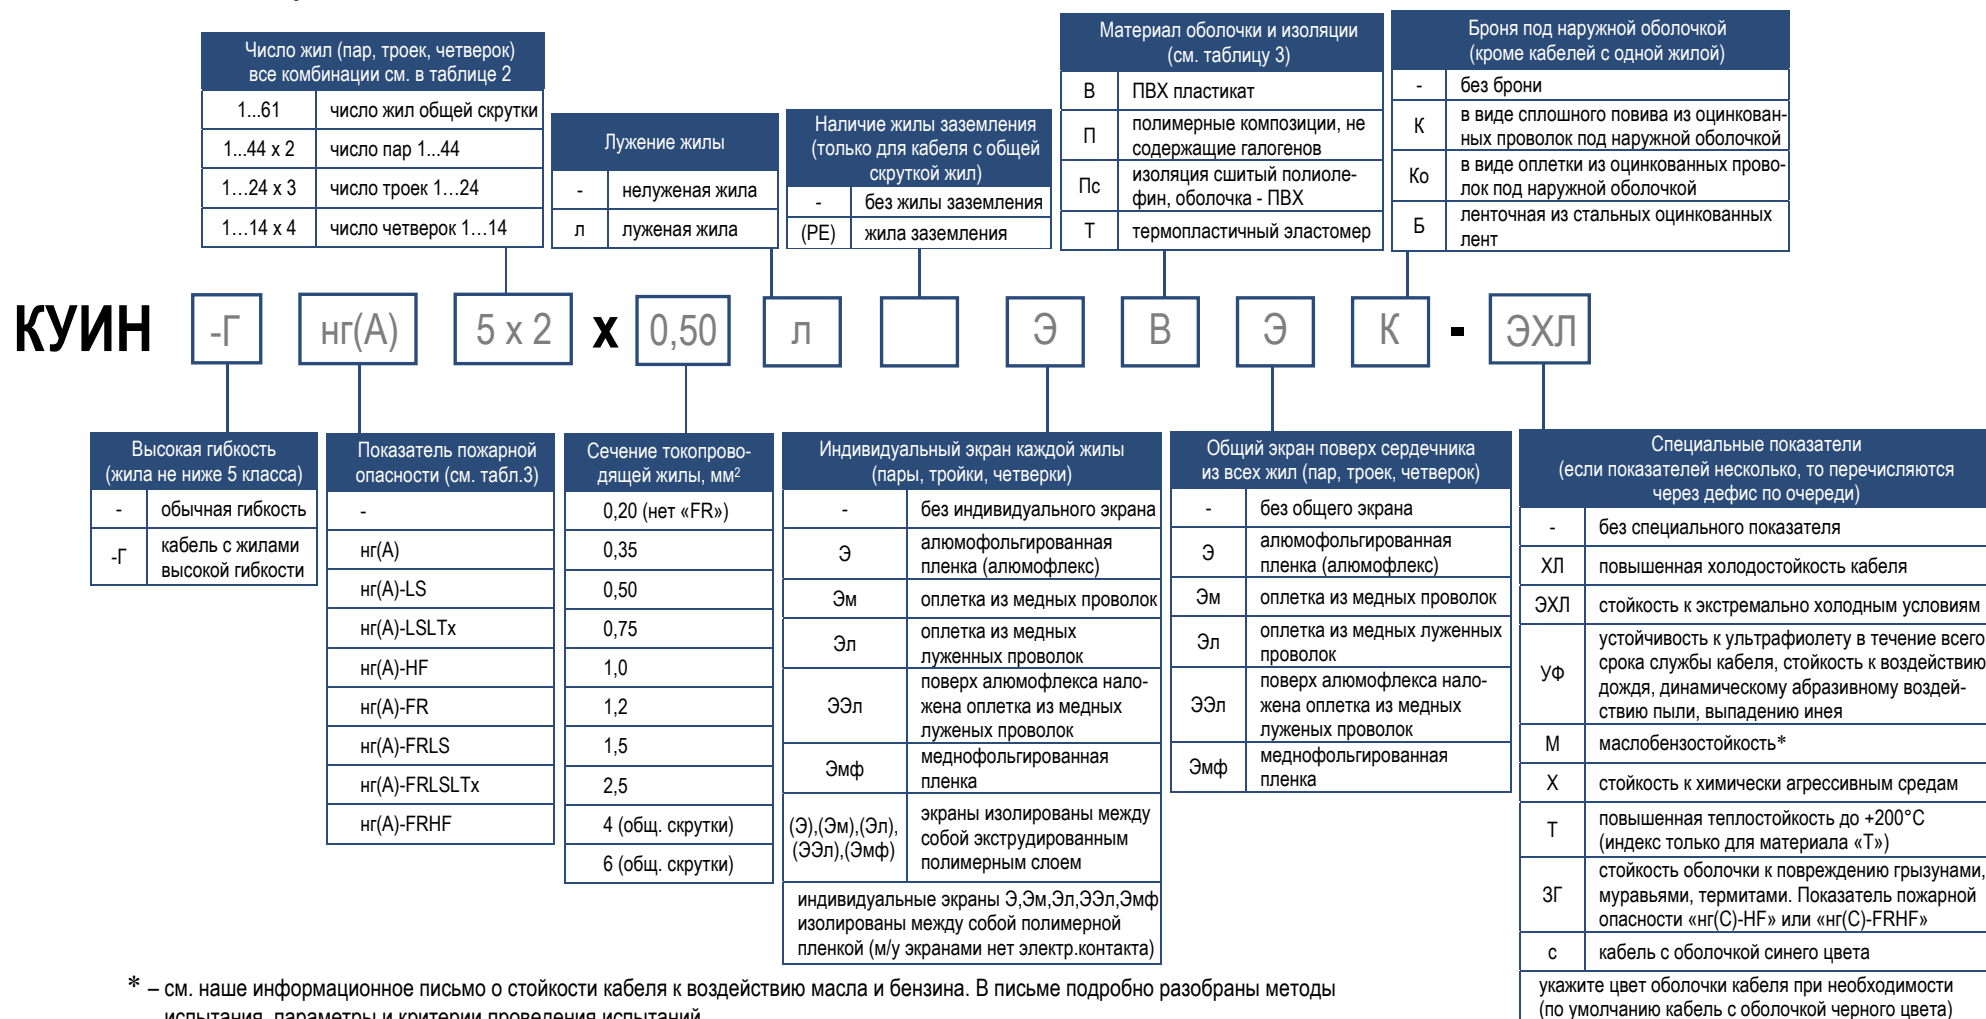 Число жил (пар, троек, четверок)
все комбинации см. в таблице 2
1...61 число жил общей скрутки
1...44 х 2 число пар 1...44
1…24 х 3 число троек 1…24
1…14 х 4 число четверок 1…14
Лужение жилы
- нелуженая жила
л луженая жила
Наличие жилы заземления
(только для кабеля с общей
скруткой жил)
- без жилы заземления
(PE) жила заземления
Материал оболочки и изоляции
(см. таблицу 3)
В ПВХ пластикат
П полимерные композиции, не
содержащие галогенов
Пс изоляция сшитый полиоле-
фин, оболочка - ПВХ
Т термопластичный эластомер
Броня под наружной оболочкой
(кроме кабелей с одной жилой)
- без брони
К в виде сплошного повива из оцинкован-
ных проволок под наружной оболочкой
Ко в виде оплетки из оцинкованных прово-
лок под наружной оболочкой
Б ленточная из стальных оцинкованных
лент
КУИН -Г нг(А) 5 х 2 х 0,50 л Э В Э К - ЭХЛ
Высокая гибкость
(жила не ниже 5 класса)
- обычная гибкость
-Г кабель с жилами
высокой гибкости
Показатель пожарной
опасности (см. табл.3)
-
нг(А)
нг(А)-LS
нг(А)-LSLTx
нг(А)-HF
нг(А)-FR
нг(А)-FRLS
нг(А)-FRLSLTx
нг(А)-FRHF
Сечение токопрово-
дящей жилы, мм²
0,20 (нет «FR»)
0,35
0,50
0,75
1,0
1,2
1,5
2,5
4 (общ. скрутки)
6 (общ. скрутки)
Индивидуальный экран каждой жилы
(пары, тройки, четверки)
- без индивидуального экрана
Э алюмофольгированная
пленка (алюмофлекс)
Эм оплетка из медных проволок
Эл оплетка из медных
луженных проволок
ЭЭл поверх алюмофлекса нало-
жена оплетка из медных
луженых проволок
Эмф меднофольгированная
пленка
(Э),(Эм),(Эл),
(ЭЭл),(Эмф)
экраны изолированы между
собой экструдированным
полимерным слоем
индивидуальные экраны Э,Эм,Эл,ЭЭл,Эмф
изолированы между собой полимерной
пленкой (м/у экранами нет электр.контакта)
Общий экран поверх сердечника
из всех жил (пар, троек, четверок)
- без общего экрана
Э алюмофольгированная
пленка (алюмофлекс)
Эм оплетка из медных проволок
Эл оплетка из медных луженных
проволок
ЭЭл поверх алюмофлекса нало-
жена оплетка из медных
луженых проволок
Эмф меднофольгированная
пленка
Специальные показатели
(если показателей несколько, то перечисляются
через дефис по очереди)
- без специального показателя
ХЛ повышенная холодостойкость кабеля
ЭХЛ стойкость к экстремально холодным условиям
УФ устойчивость к ультрафиолету в течение всего
срока службы кабеля, стойкость к воздействию
дождя, динамическому абразивному воздей-
ствию пыли, выпадению инея
М маслобензостойкость*
Х стойкость к химически агрессивным средам
Т повышенная теплостойкость до +200°С
(индекс только для материала «Т»)
ЗГ стойкость оболочки к повреждению грызунами,
муравьями, термитами. Показатель пожарной
опасности «нг(С)-HF» или «нг(С)-FRHF»
с кабель с оболочкой синего цвета
укажите цвет оболочки кабеля при необходимости
(по умолчанию кабель с оболочкой черного цвета)
* – см. наше информационное письмо о стойкости кабеля к воздействию масла и бензина. В письме подробно разобраны методы
испытания, параметры и критерии проведения испытаний